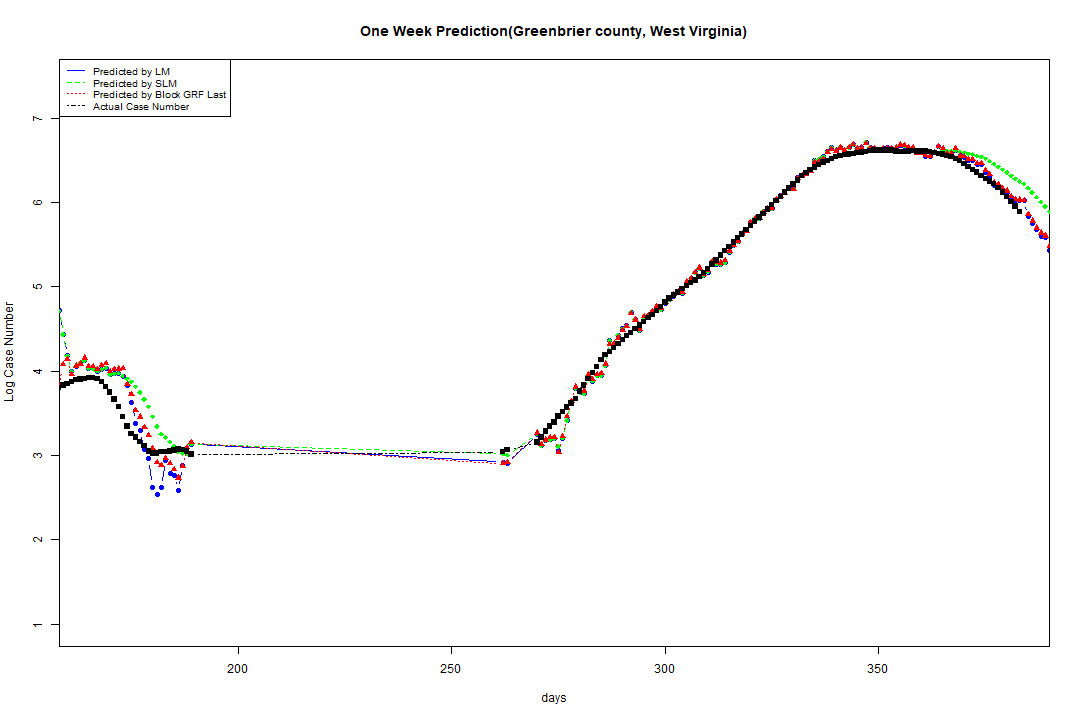 One Week Prediction(Greenbrier county, West Virginia)
Predicted by LM
Predicted by SLM
Predicted by Block GRF Last
Actual Case Number
7
6
5
4
3
2
1
Log Case Number
200 250 300 350
days